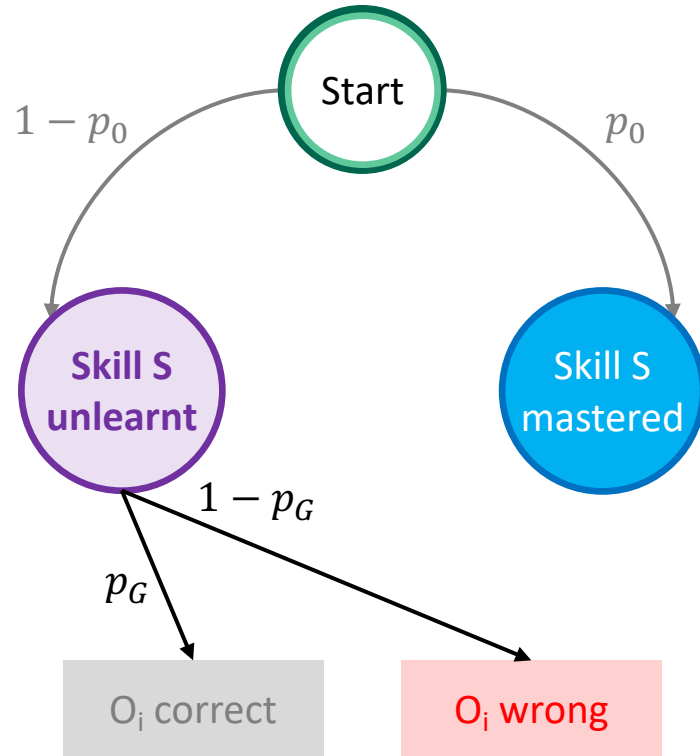 Start
1 − p₀
p₀
Skill S
unlearnt
Skill S
mastered
1 − p_G
p_G
Oᵢ correct
Oᵢ wrong